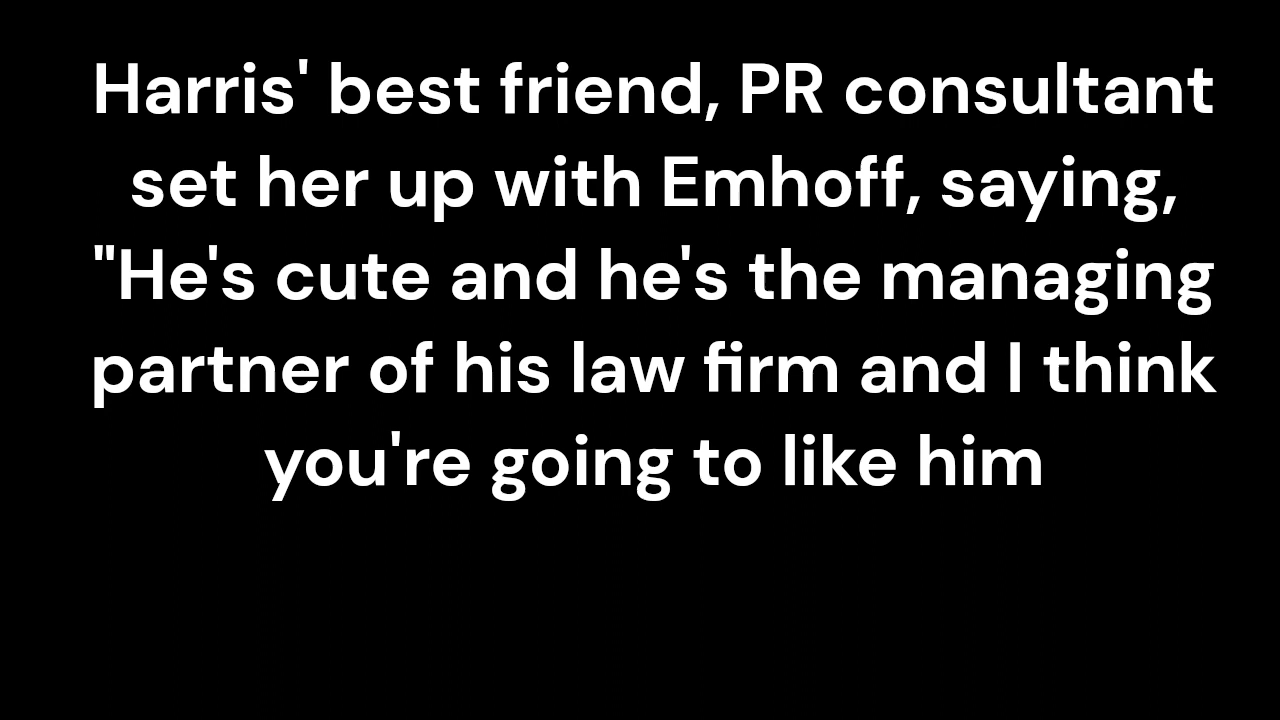 Harris' best friend, PR consultant
set her up with Emhoff, saying,
"He's cute and he's the managing
partner of his law firm and I think
you're going to like him